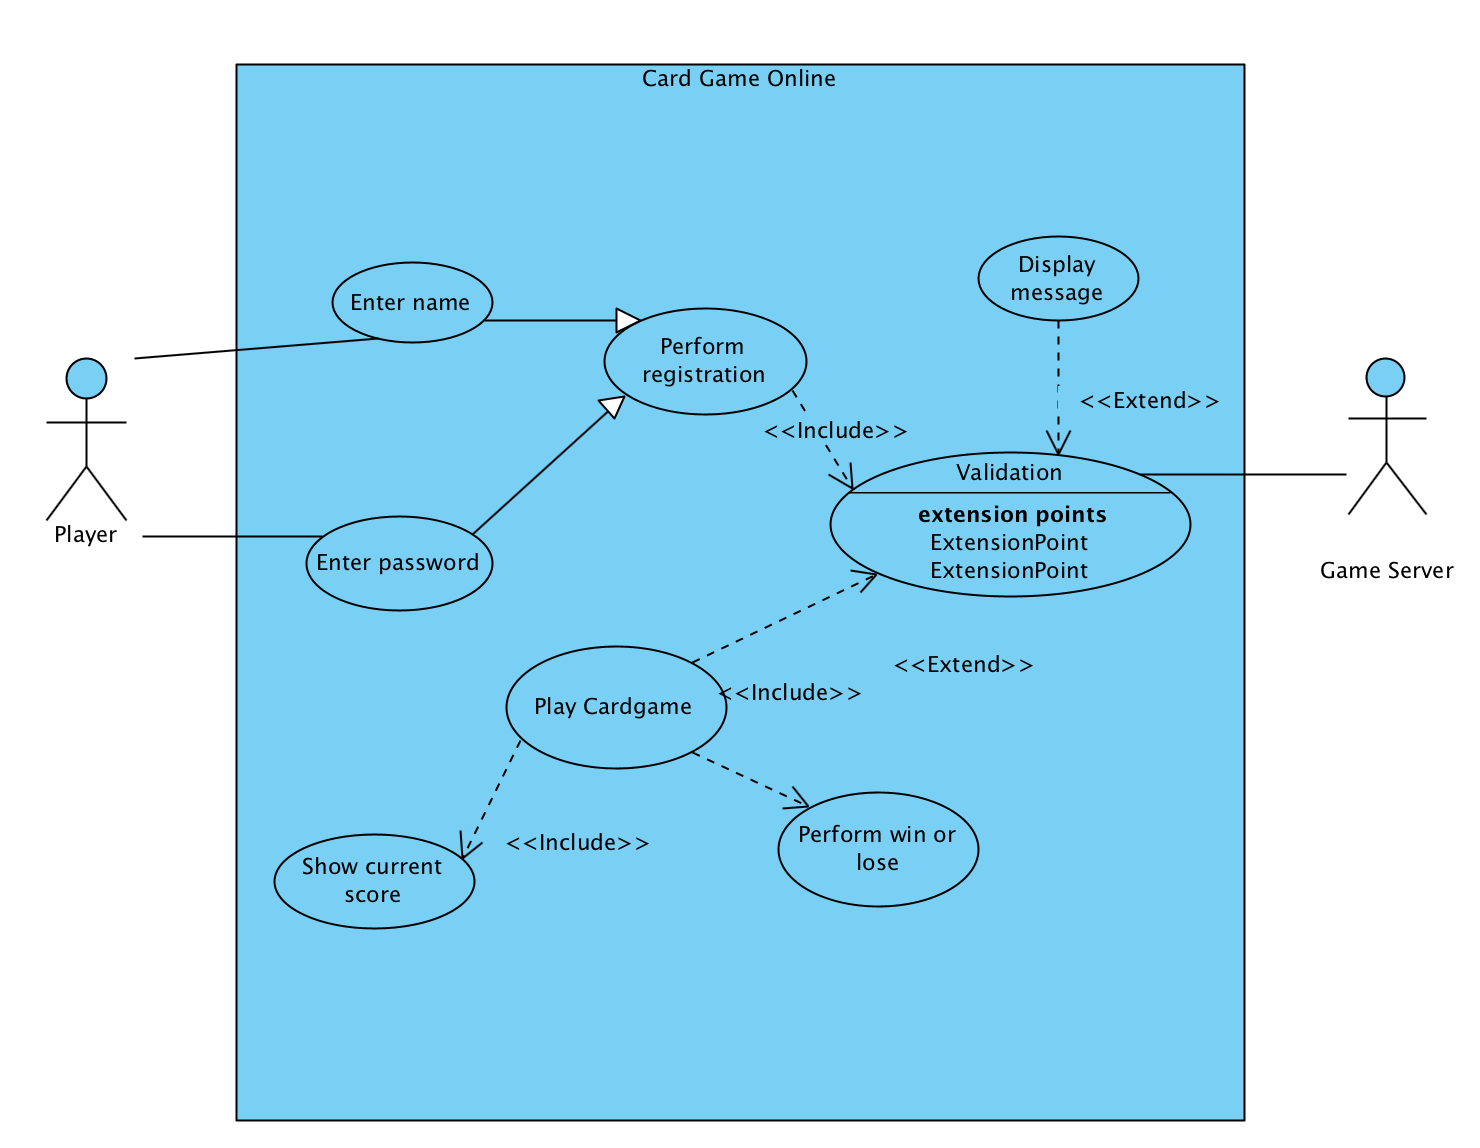 Card Game Online
Display
message
Enter name
Perform
registration
<<Extend>>
<<Include>>
Validation
extension points
ExtensionPoint
ExtensionPoint
Player
Enter password
Game Server
<<Extend>>
<<Include>>
Play Cardgame
<<Include>>
Perform win or
lose
Show current
score